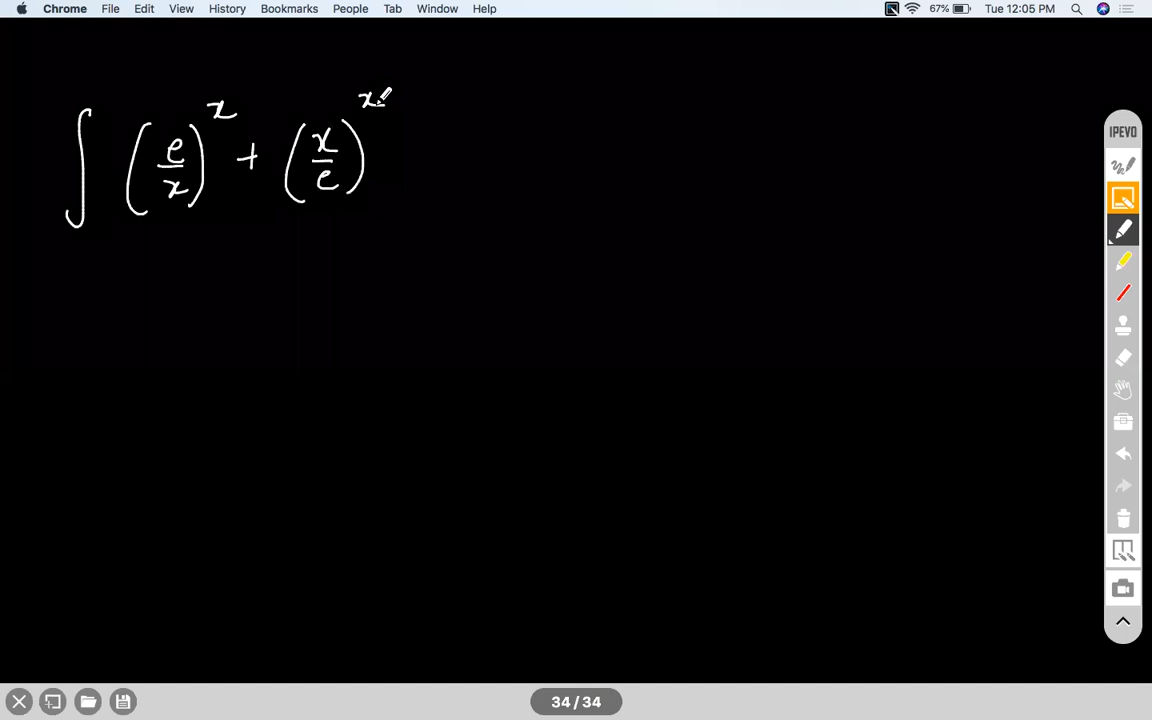 Chrome File Edit View History Bookmarks People Tab Window Help 67% Tue 12:05 PM
∫ (e/x)^x + (x/e)^x
IPEVO
34 / 34